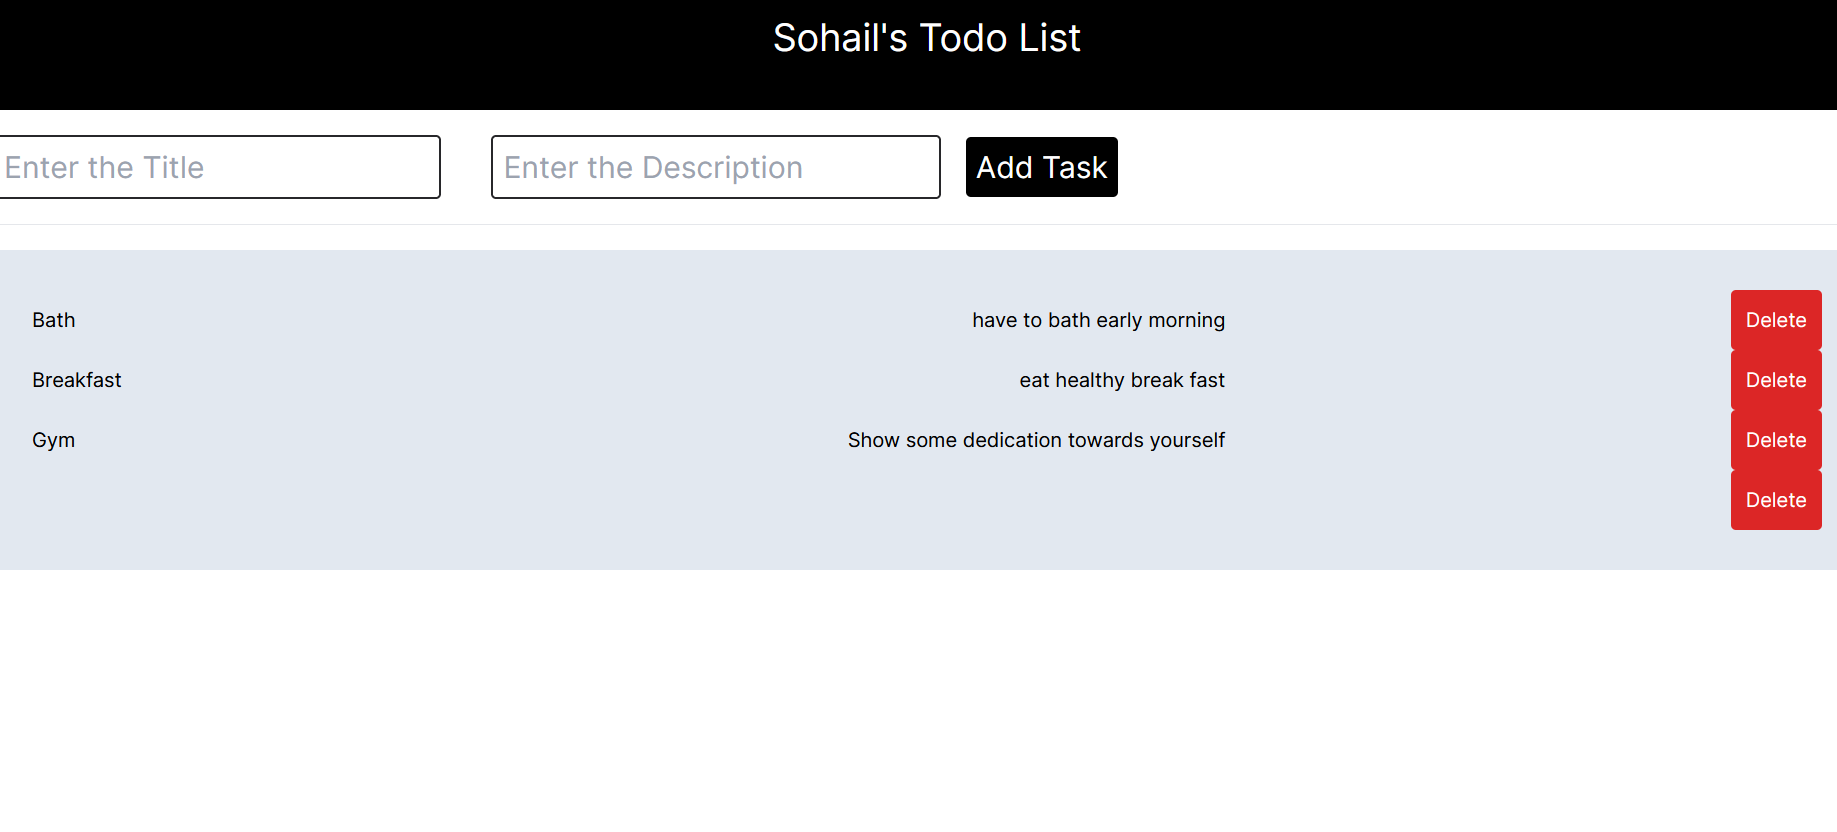 Sohail's Todo List
Enter the Title Enter the Description Add Task
Bath have to bath early morning Delete
Breakfast eat healthy break fast Delete
Gym Show some dedication towards yourself Delete
Delete